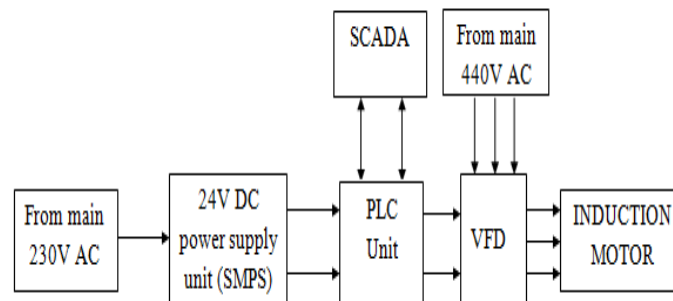 SCADA
From main
440V AC
From main
230V AC
24V DC
power supply
unit (SMPS)
PLC
Unit
VFD
INDUCTION
MOTOR